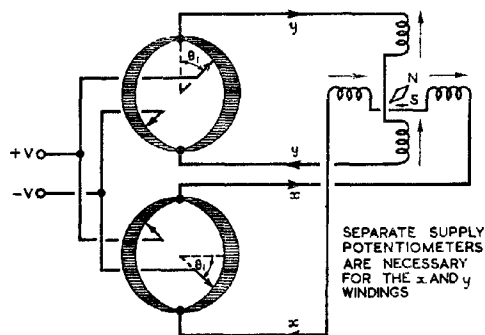 y
θ₁
N
S
+V
-V
y
x
θ₁
SEPARATE SUPPLY
POTENTIOMETERS
ARE NECESSARY
FOR THE x AND y
WINDINGS
x